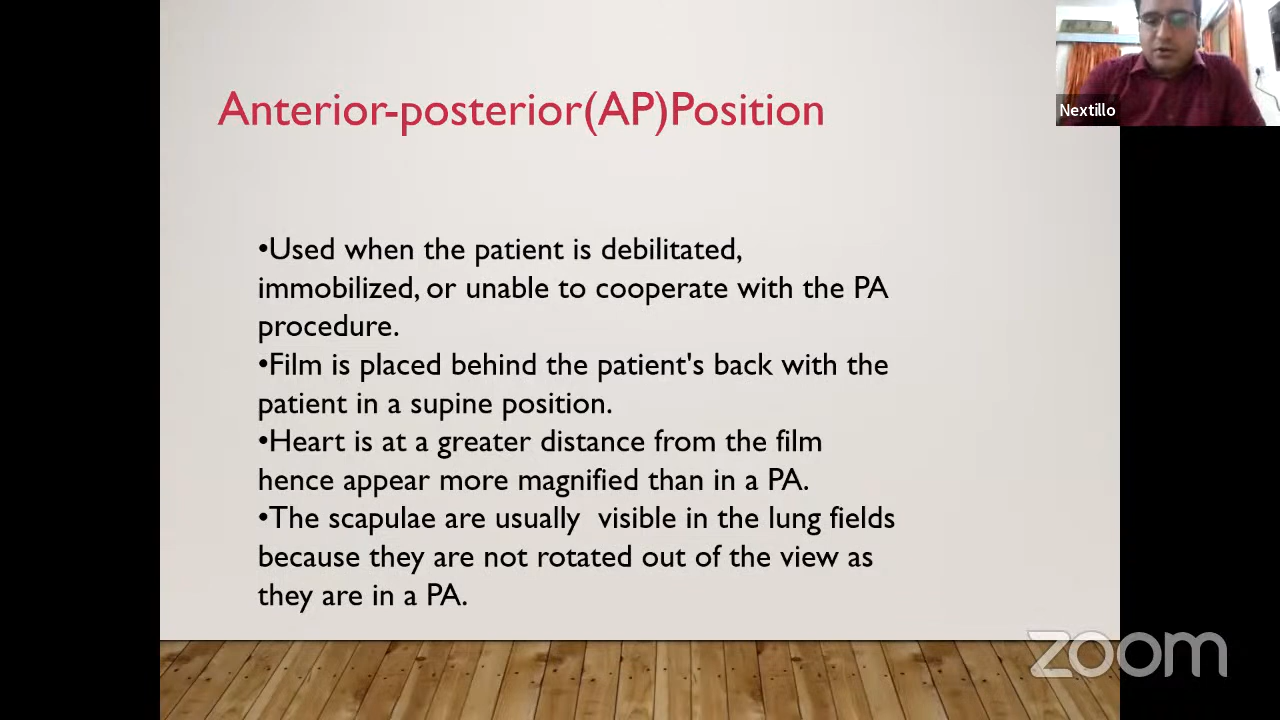 Anterior-posterior(AP)Position
Nextillo
•Used when the patient is debilitated,
immobilized, or unable to cooperate with the PA
procedure.
•Film is placed behind the patient's back with the
patient in a supine position.
•Heart is at a greater distance from the film
hence appear more magnified than in a PA.
•The scapulae are usually  visible in the lung fields
because they are not rotated out of the view as
they are in a PA.
zoom